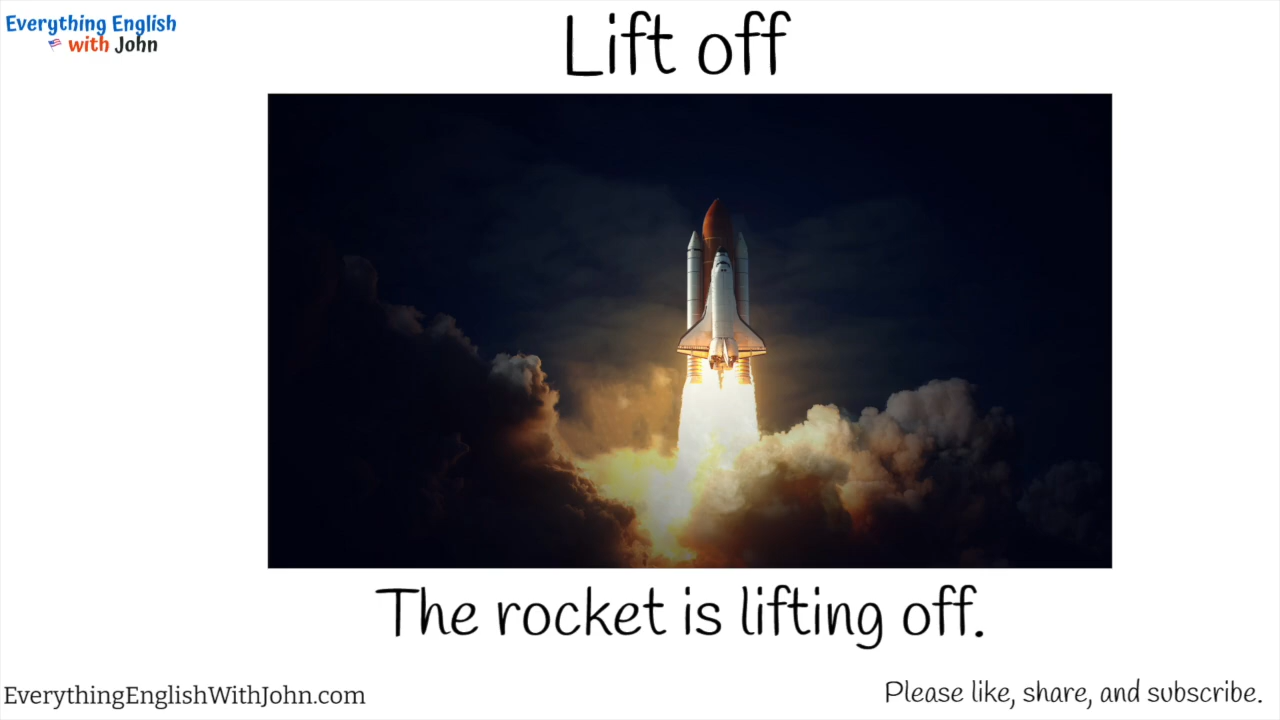 Everything English
with John
Lift off
The rocket is lifting off.
EverythingEnglishWithJohn.com
Please like, share, and subscribe.